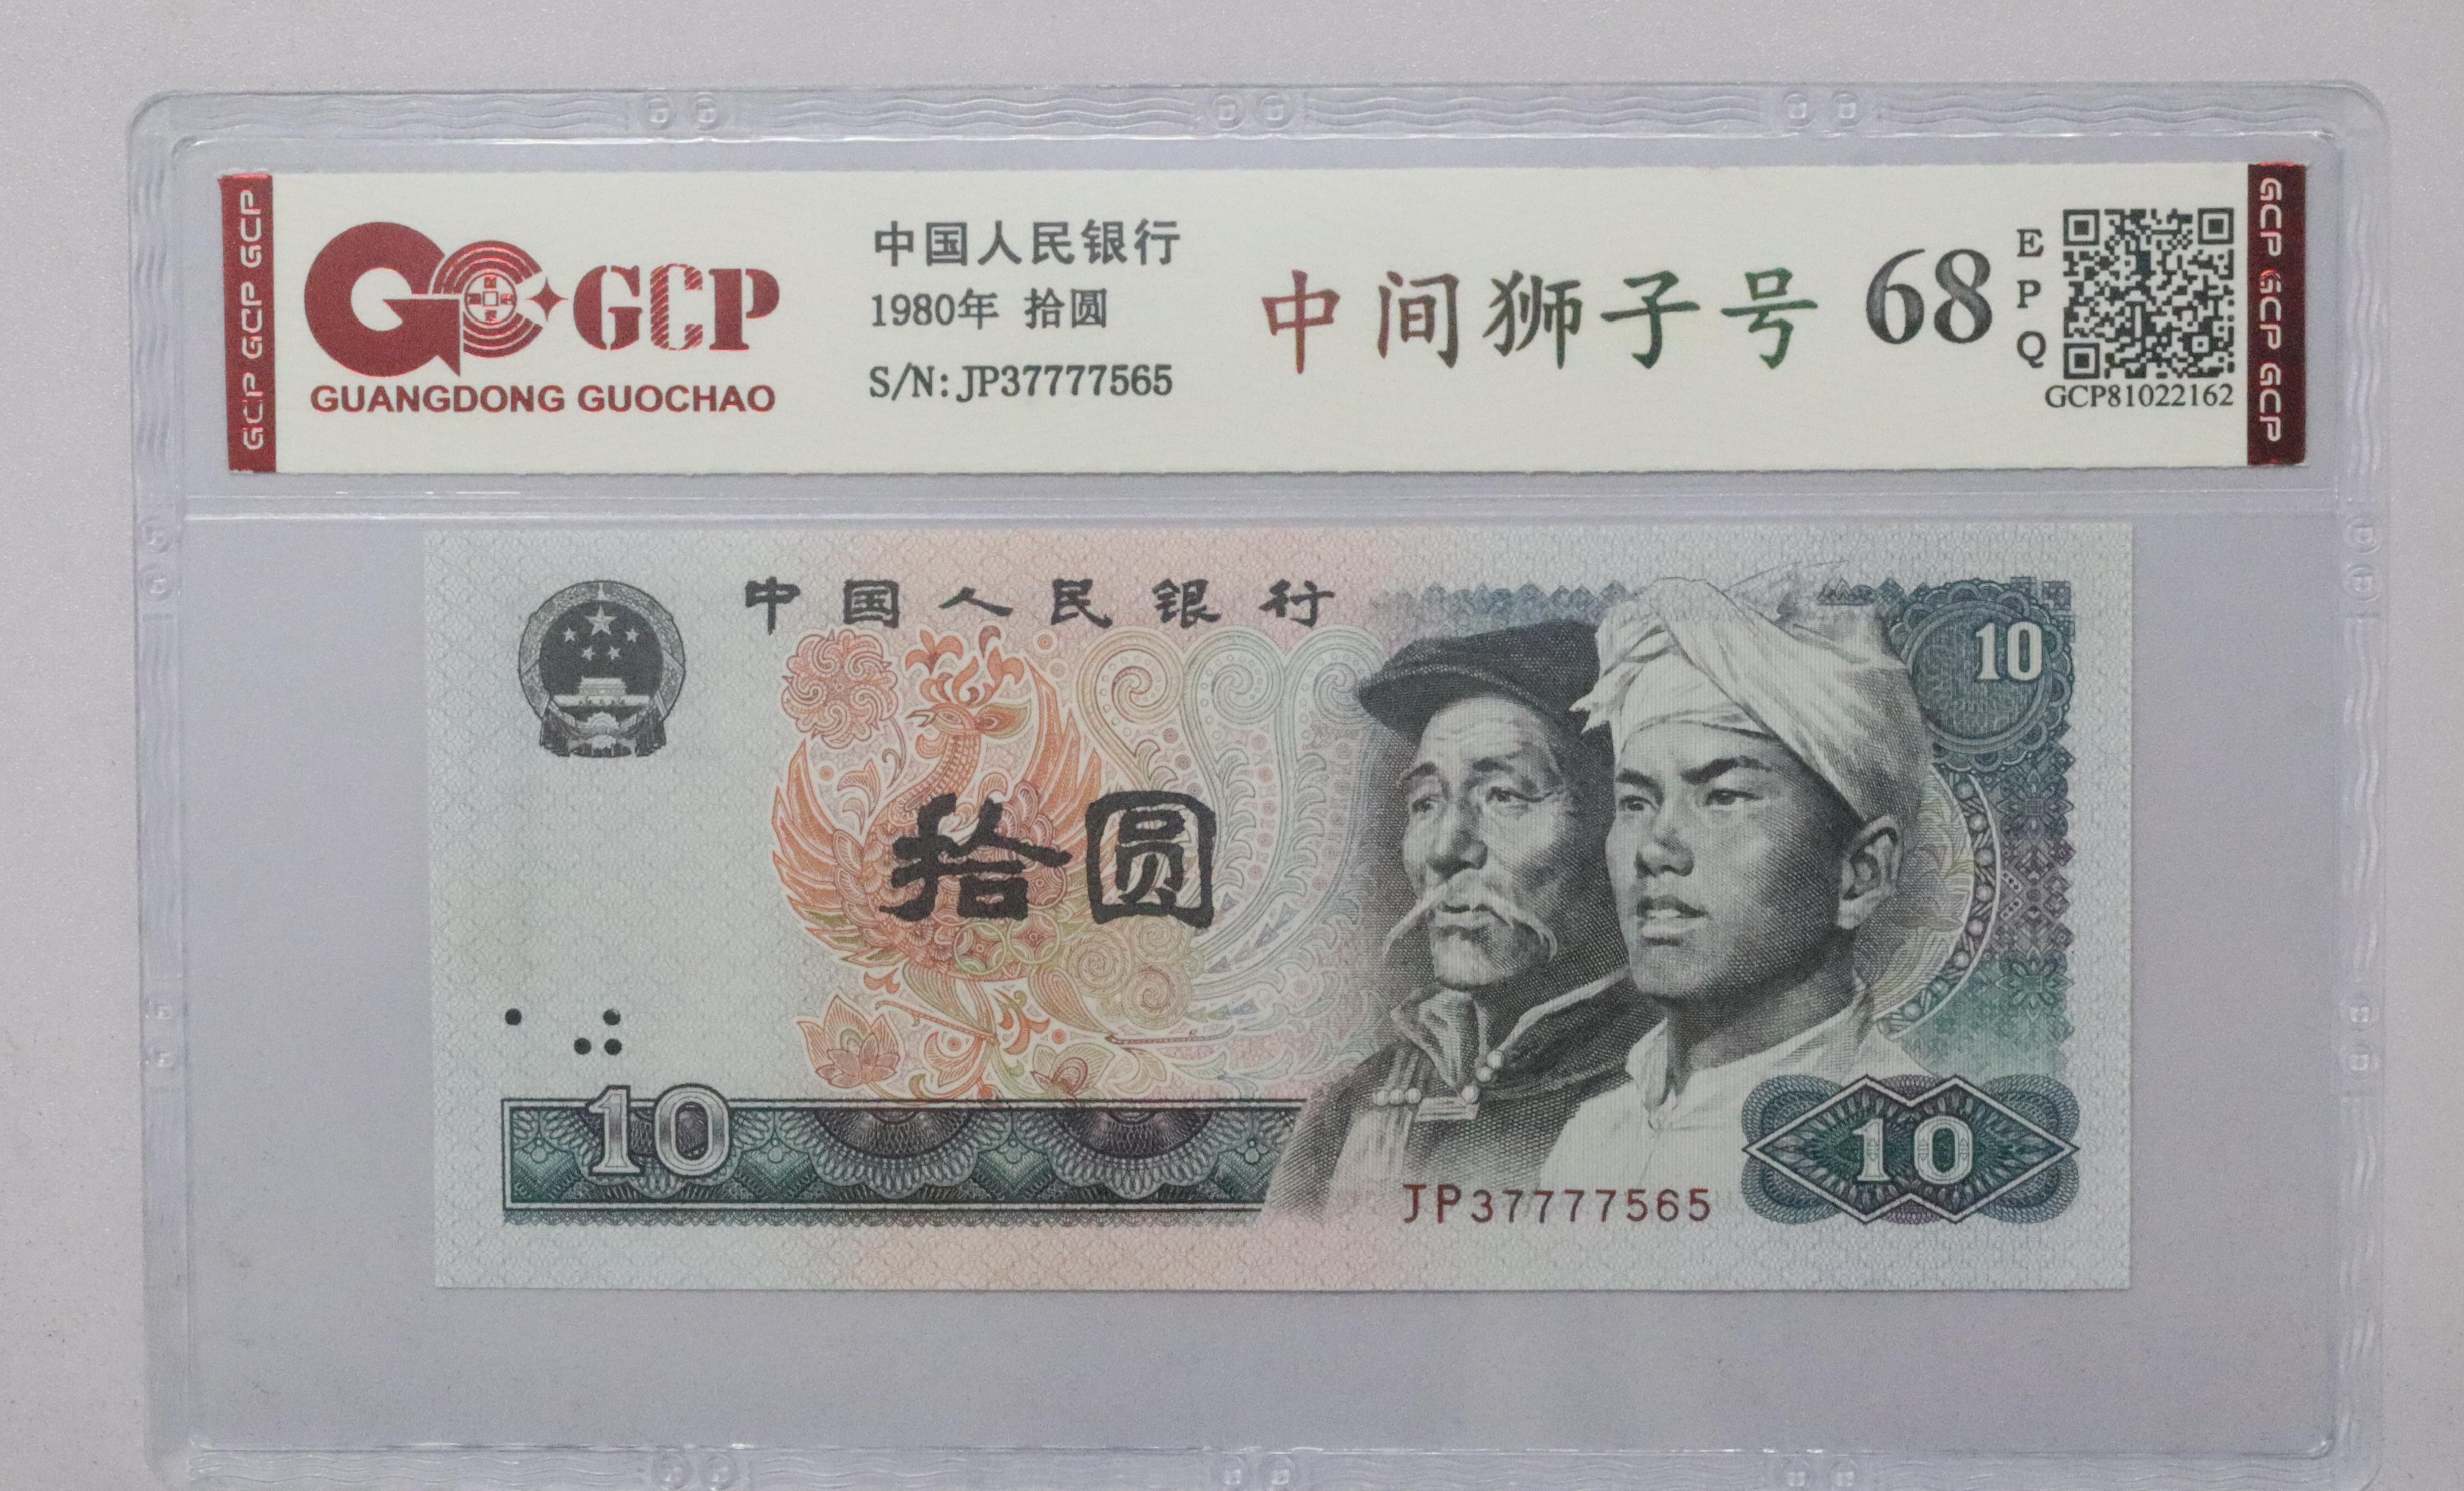 GCP GCP GCP
GCP
GUANGDONG GUOCHAO
中国人民银行
1980年 拾圆
S/N: JP37777565
中间狮子号
68
E
P
Q
GCP81022162
GCP GCP GCP
中国人民银行
10
拾圆
10
10
JP37777565